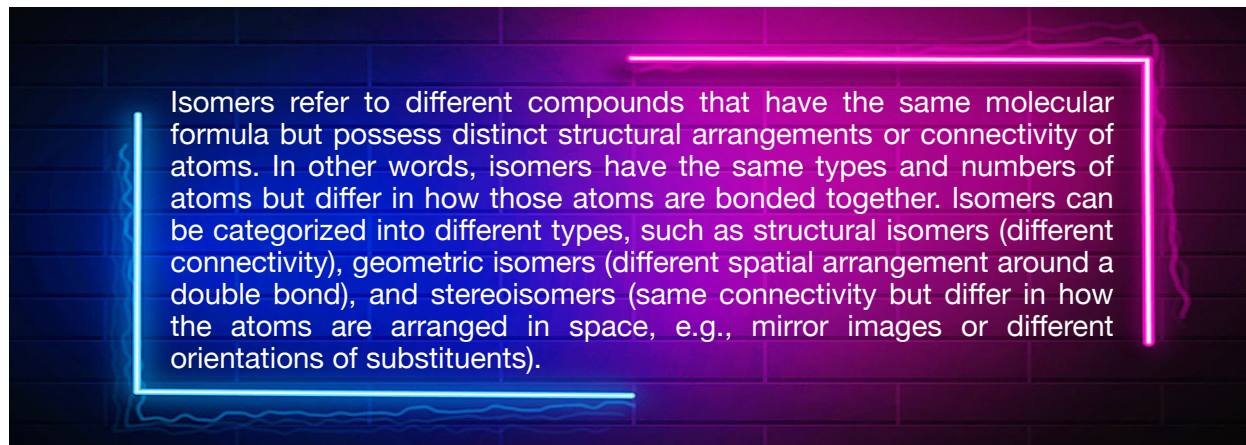 Isomers refer to different compounds that have the same molecular
formula but possess distinct structural arrangements or connectivity of
atoms. In other words, isomers have the same types and numbers of
atoms but differ in how those atoms are bonded together. Isomers can
be categorized into different types, such as structural isomers (different
connectivity), geometric isomers (different spatial arrangement around a
double bond), and stereoisomers (same connectivity but differ in how
the atoms are arranged in space, e.g., mirror images or different
orientations of substituents).